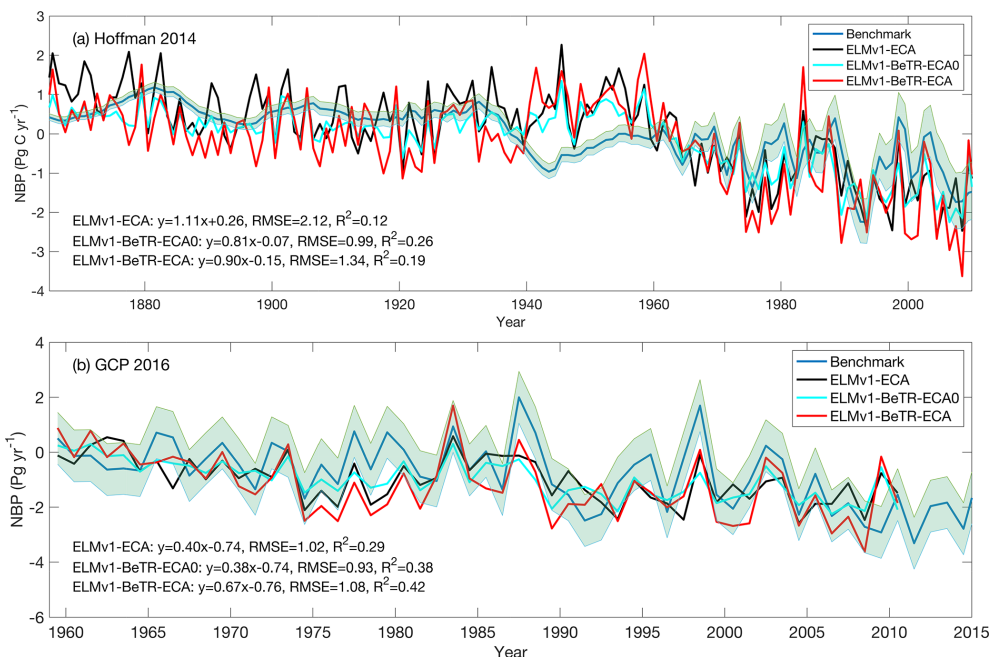 (a) Hoffman 2014
Benchmark
ELMv1-ECA
ELMv1-BeTR-ECA0
ELMv1-BeTR-ECA
3
2
1
0
-1
-2
-3
-4
NBP (Pg C yr⁻¹)
ELMv1-ECA: y=1.11x+0.26, RMSE=2.12, R²=0.12
ELMv1-BeTR-ECA0: y=0.81x-0.07, RMSE=0.99, R²=0.26
ELMv1-BeTR-ECA: y=0.90x-0.15, RMSE=1.34, R²=0.19
1880 1900 1920 1940 1960 1980 2000
Year
(b) GCP 2016
Benchmark
ELMv1-ECA
ELMv1-BeTR-ECA0
ELMv1-BeTR-ECA
4
2
0
-2
-4
-6
NBP (Pg yr⁻¹)
ELMv1-ECA: y=0.40x-0.74, RMSE=1.02, R²=0.29
ELMv1-BeTR-ECA0: y=0.38x-0.74, RMSE=0.93, R²=0.38
ELMv1-BeTR-ECA: y=0.67x-0.76, RMSE=1.08, R²=0.42
1960 1965 1970 1975 1980 1985 1990 1995 2000 2005 2010 2015
Year